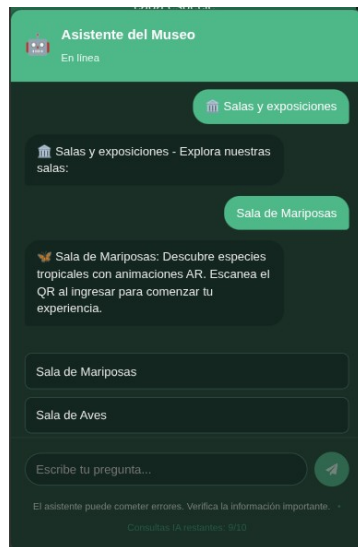 Asistente del Museo
En línea
🏛️ Salas y exposiciones
🏛️ Salas y exposiciones - Explora nuestras
salas:
Sala de Mariposas
🦋 Sala de Mariposas: Descubre especies
tropicales con animaciones AR. Escanea el
QR al ingresar para comenzar tu
experiencia.
Sala de Mariposas
Sala de Aves
Escribe tu pregunta...
El asistente puede cometer errores. Verifica la información importante. ·
Consultas IA restantes: 9/10